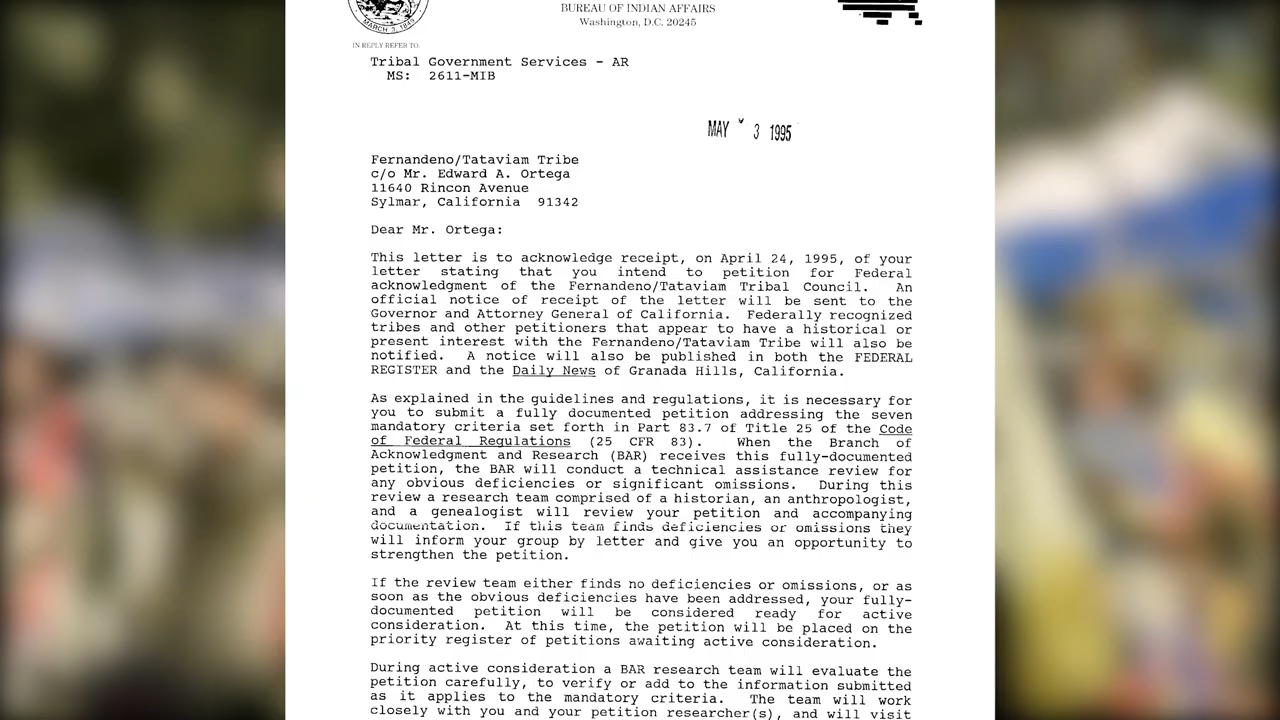 BUREAU OF INDIAN AFFAIRS
Washington, D.C. 20245
MARCH 3, 1849
IN REPLY REFER TO:
Tribal Government Services - AR
MS: 2611-MIB
MAY 3 1995
Fernandeno/Tataviam Tribe
c/o Mr. Edward A. Ortega
11640 Rincon Avenue
Sylmar, California 91342
Dear Mr. Ortega:
This letter is to acknowledge receipt, on April 24, 1995, of your
letter stating that you intend to petition for Federal
acknowledgment of the Fernandeno/Tataviam Tribal Council. An
official notice of receipt of the letter will be sent to the
Governor and Attorney General of California. Federally recognized
tribes and other petitioners that appear to have a historical or
present interest with the Fernandeno/Tataviam Tribe will also be
notified. A notice will also be published in both the FEDERAL
REGISTER and the Daily News of Granada Hills, California.
As explained in the guidelines and regulations, it is necessary for
you to submit a fully documented petition addressing the seven
mandatory criteria set forth in Part 83.7 of Title 25 of the Code
of Federal Regulations (25 CFR 83). When the Branch of
Acknowledgment and Research (BAR) receives this fully-documented
petition, the BAR will conduct a technical assistance review for
any obvious deficiencies or significant omissions. During this
review a research team comprised of a historian, an anthropologist,
and a genealogist will review your petition and accompanying
documentation. If this team finds deficiencies or omissions they
will inform your group by letter and give you an opportunity to
strengthen the petition.
If the review team either finds no deficiencies or omissions, or as
soon as the obvious deficiencies have been addressed, your fully-
documented petition will be considered ready for active
consideration. At this time, the petition will be placed on the
priority register of petitions awaiting active consideration.
During active consideration a BAR research team will evaluate the
petition carefully, to verify or add to the information submitted
as it applies to the mandatory criteria. The team will work
closely with you and your petition researcher(s), and will visit